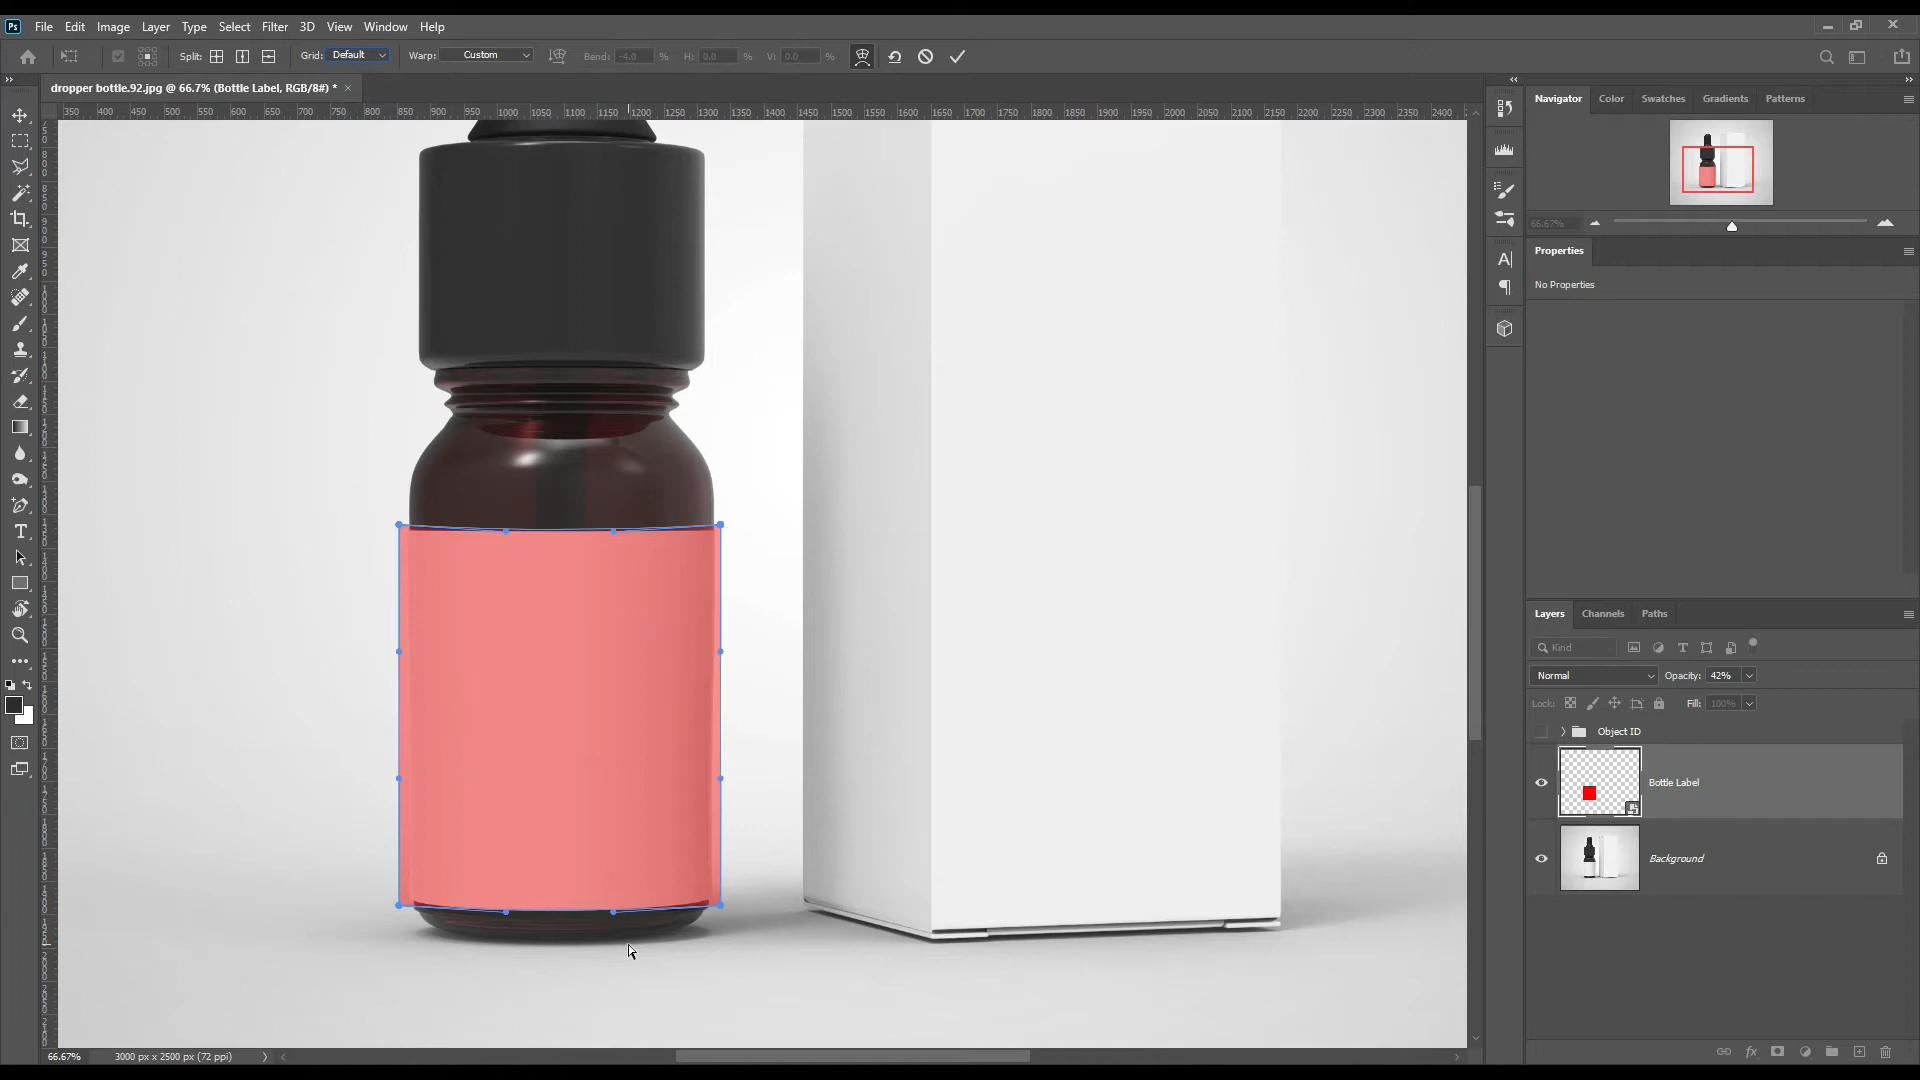 Ps File Edit Image Layer Type Select Filter 3D View Window Help
Split: Grid: Default Warp: Custom Bend: -4.0 % H: 0.0 % V: 0.0 %
dropper bottle.92.jpg @ 66.7% (Bottle Label, RGB/8#) * ×
350 400 450 500 550 600 650 700 750 800 850 900 950 1000 1050 1100 1150 1200 1250 1300 1350 1400 1450 1500 1550 1600 1650 1700 1750 1800 1850 1900 1950 2000 2050 2100 2150 2200 2250 2300 2350 2400
Navigator Color Swatches Gradients Patterns
66.67%
Properties
No Properties
Layers Channels Paths
Kind
Normal Opacity: 42%
Lock: Fill: 100%
Object ID
Bottle Label
Background
66.67% 3000 px x 2500 px (72 ppi)